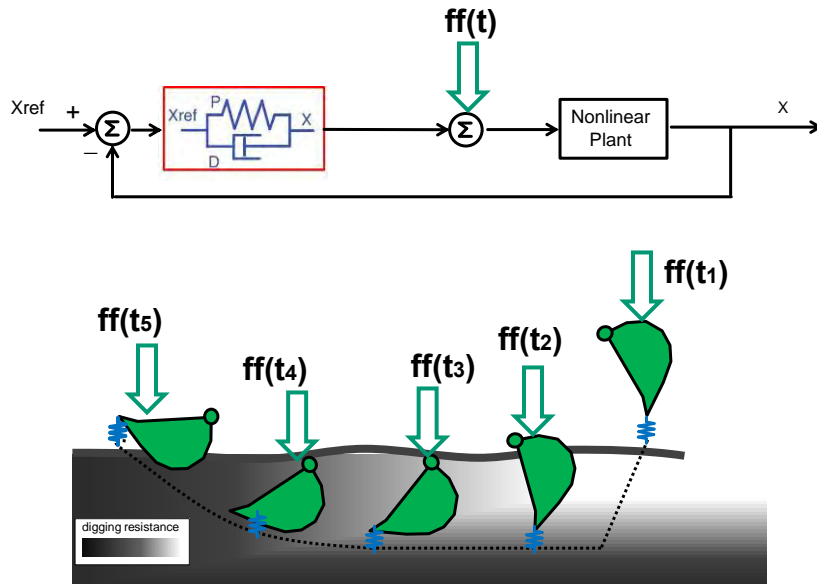 ff(t)
Xref
+
Σ
P
Xref
X
D
Σ
Nonlinear
Plant
X
−
ff(t1)
ff(t5)
ff(t2)
ff(t4)
ff(t3)
digging resistance